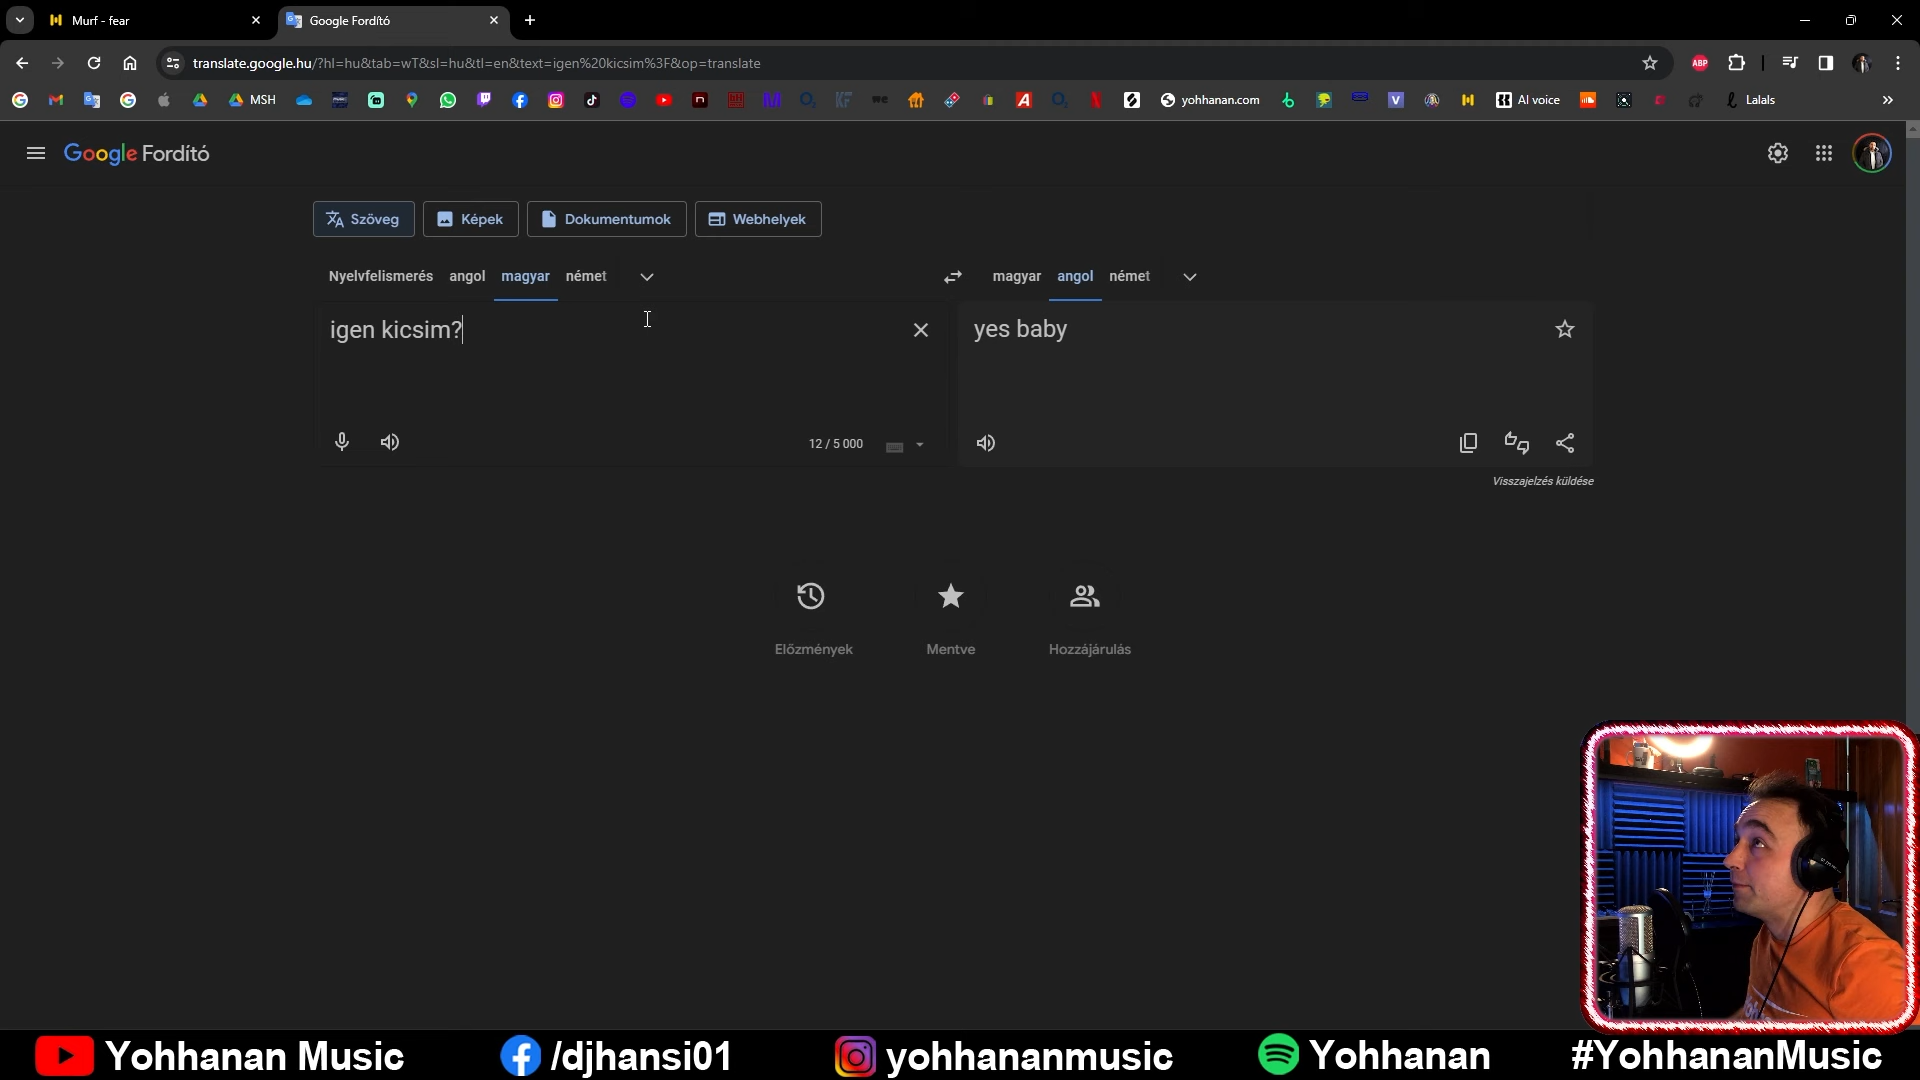 Murf - fear
Google Fordító
translate.google.hu/?hl=hu&tab=wT&sl=hu&tl=en&text=igen%20kicsim%3F&op=translate
ABP
MSH
yohhanan.com
AI voice
Lalals
Google Fordító
Szöveg
Képek
Dokumentumok
Webhelyek
Nyelvfelismerés angol magyar német
magyar angol német
igen kicsim?
yes baby
12 / 5 000
Visszajelzés küldése
Előzmények
Mentve
Hozzájárulás
Yohhanan Music
/djhansi01
yohhananmusic
Yohhanan
#YohhananMusic